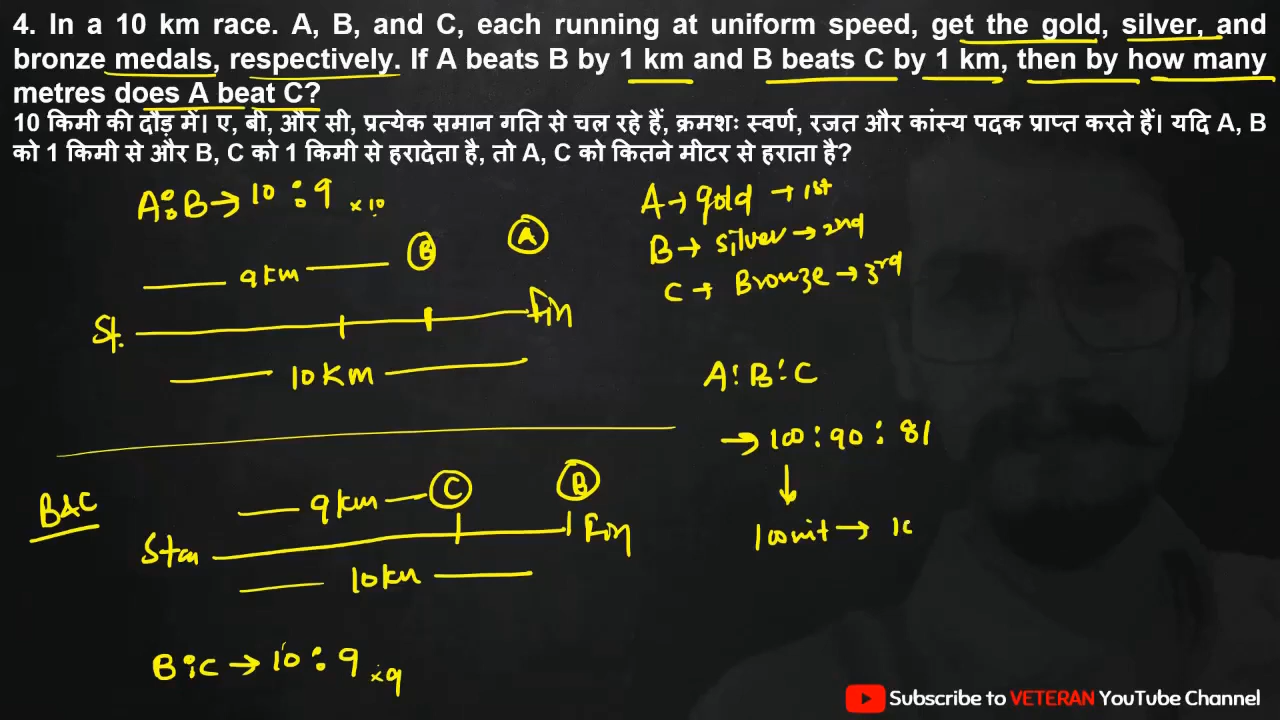 4. In a 10 km race. A, B, and C, each running at uniform speed, get the gold, silver, and
bronze medals, respectively. If A beats B by 1 km and B beats C by 1 km, then by how many
metres does A beat C?
10 किमी की दौड़ में। ए, बी, और सी, प्रत्येक समान गति से चल रहे हैं, क्रमशः स्वर्ण, रजत और कांस्य पदक प्राप्त करते हैं। यदि A, B
को 1 किमी से और B, C को 1 किमी से हरादेता है, तो A, C को कितने मीटर से हराता है?
A:B→10:9 ×10
B A
9km
St. Fin
10km
A→gold→1st
B→silver→2nd
C→Bronze→3rd
A:B:C
→100:90:81
↓
100unit→10
B&C
9km C B
Start Fin
10km
B:C→10:9 ×9
Subscribe to VETERAN YouTube Channel